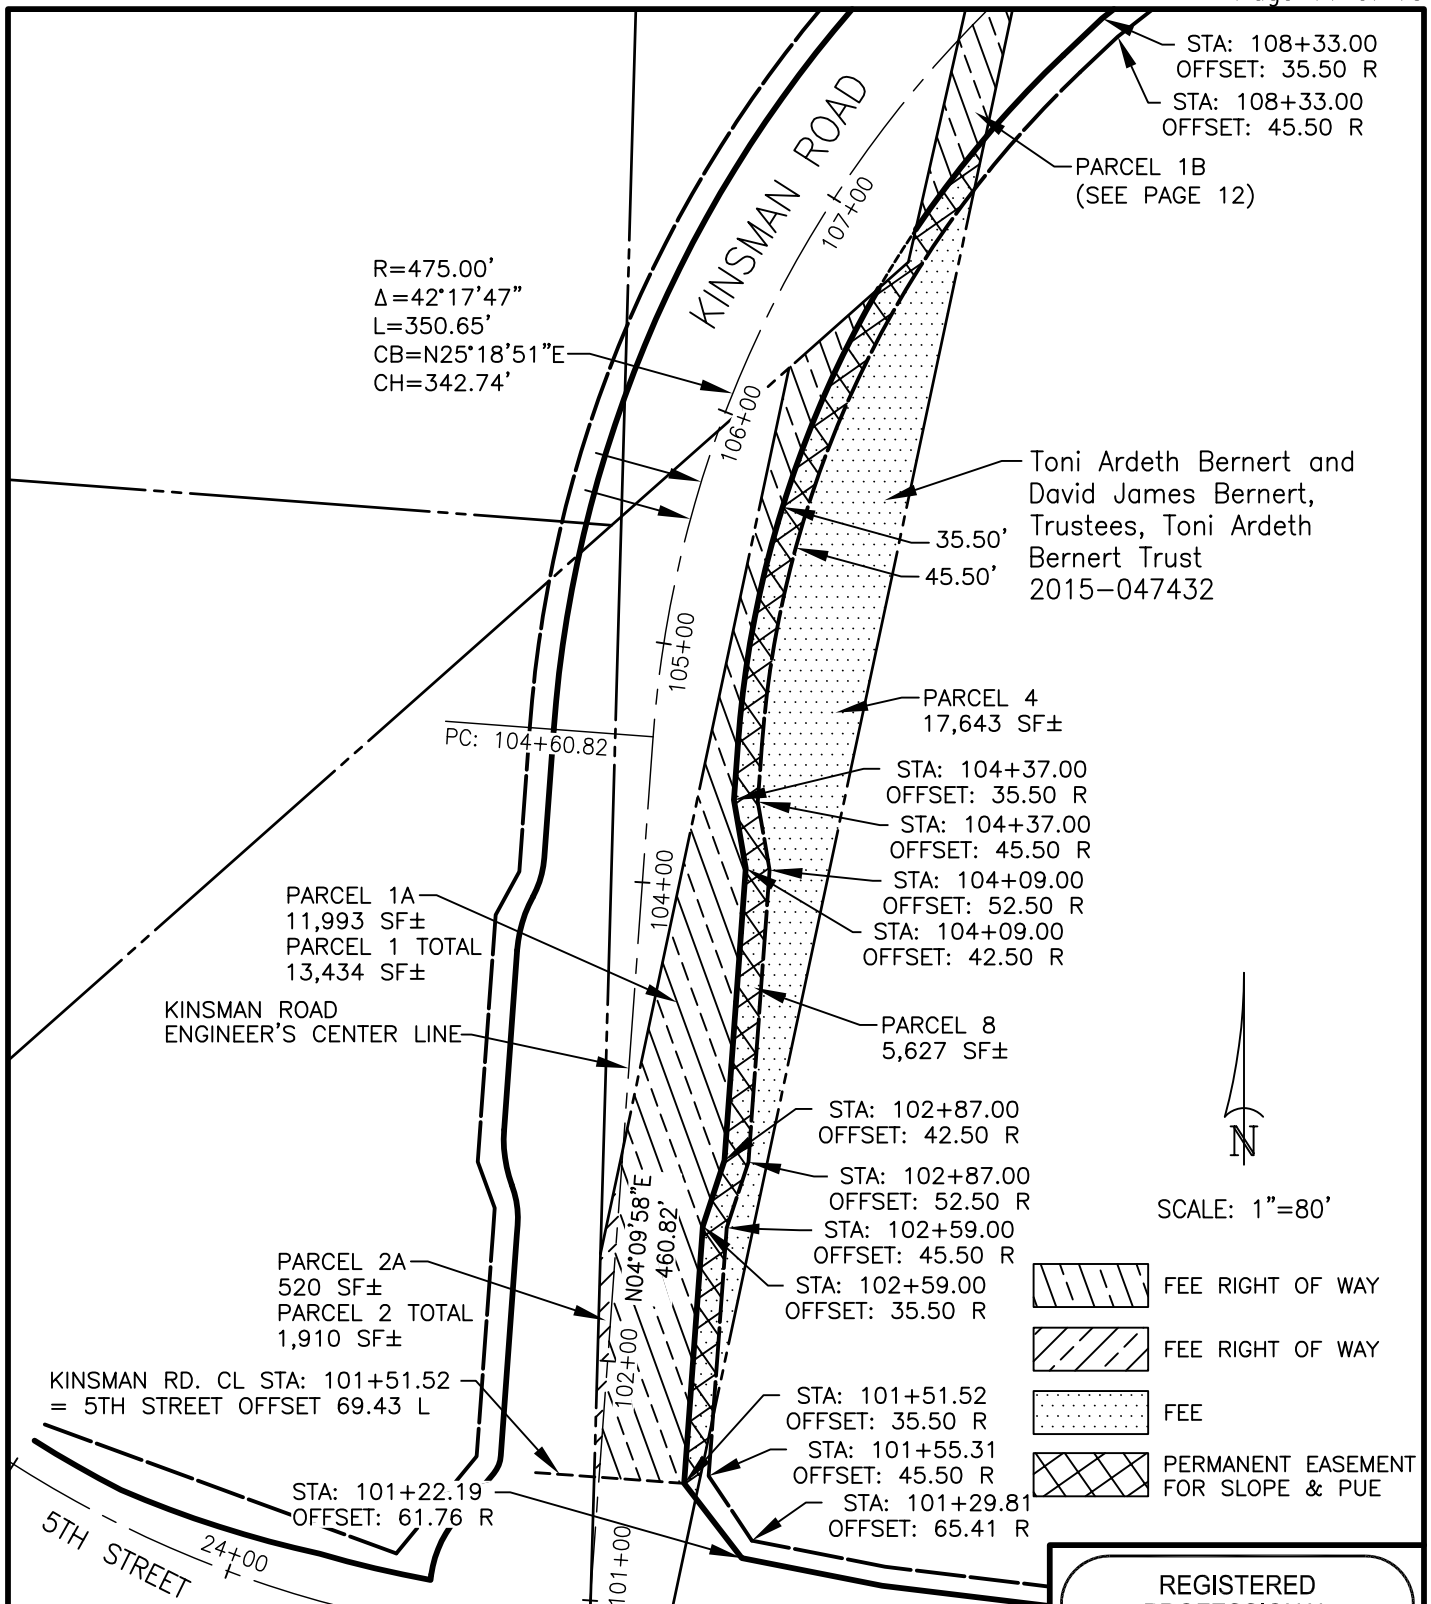 STA: 108+33.00
OFFSET: 35.50 R
STA: 108+33.00
OFFSET: 45.50 R
PARCEL 1B
(SEE PAGE 12)
KINSMAN ROAD
107+00
R=475.00'
Δ=42°17'47"
L=350.65'
CB=N25°18'51"E
CH=342.74'
106+00
Toni Ardeth Bernert and
David James Bernert,
Trustees, Toni Ardeth
Bernert Trust
2015-047432
35.50'
45.50'
105+00
PARCEL 4
17,643 SF±
PC: 104+60.82
STA: 104+37.00
OFFSET: 35.50 R
STA: 104+37.00
OFFSET: 45.50 R
STA: 104+09.00
OFFSET: 52.50 R
STA: 104+09.00
OFFSET: 42.50 R
104+00
PARCEL 1A
11,993 SF±
PARCEL 1 TOTAL
13,434 SF±
KINSMAN ROAD
ENGINEER'S CENTER LINE
PARCEL 8
5,627 SF±
N
SCALE: 1"=80'
STA: 102+87.00
OFFSET: 42.50 R
STA: 102+87.00
OFFSET: 52.50 R
STA: 102+59.00
OFFSET: 45.50 R
STA: 102+59.00
OFFSET: 35.50 R
N04°09'58"E
460.82'
PARCEL 2A
520 SF±
PARCEL 2 TOTAL
1,910 SF±
102+00
KINSMAN RD. CL STA: 101+51.52
= 5TH STREET OFFSET 69.43 L
STA: 101+51.52
OFFSET: 35.50 R
STA: 101+55.31
OFFSET: 45.50 R
STA: 101+29.81
OFFSET: 65.41 R
STA: 101+22.19
OFFSET: 61.76 R
FEE RIGHT OF WAY
FEE RIGHT OF WAY
FEE
PERMANENT EASEMENT
FOR SLOPE & PUE
5TH STREET
24+00
101+00
REGISTERED